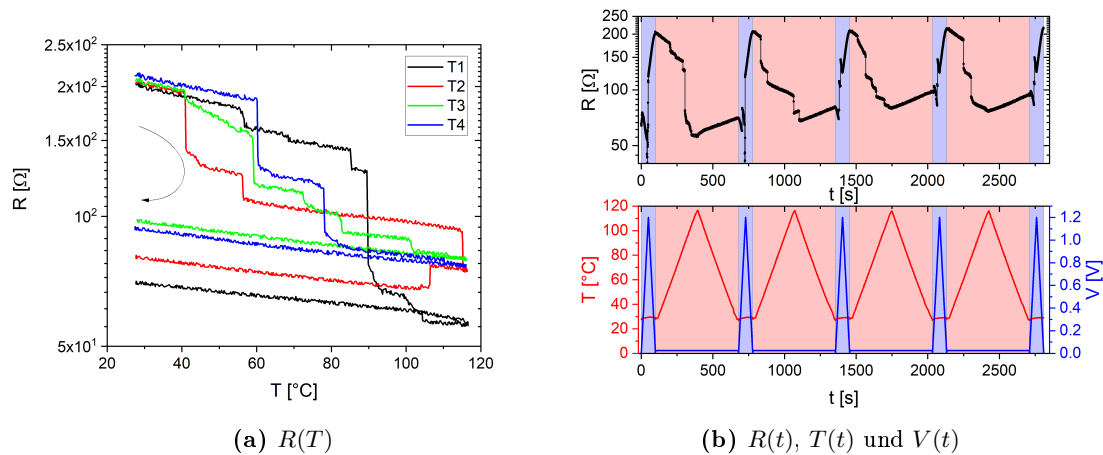 2.5x10²
2x10²
1.5x10²
10²
5x10¹
R [Ω]
20 40 60 80 100 120
T [°C]
T1
T2
T3
T4
(a) R(T)
250
200
150
100
50
R [Ω]
0 500 1000 1500 2000 2500
t [s]
120
100
80
60
40
20
0
T [°C]
1.2
1.0
0.8
0.6
0.4
0.2
0.0
V [V]
0 500 1000 1500 2000 2500
t [s]
(b) R(t), T(t) und V(t)